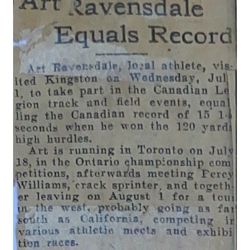 Art Ravensdale
Equals Record
Art Ravensdale, local athlete, vis-
ited Kingston on Wednesday, Jul
1, to take part in the Canadian Le
gion track and field events, equal
ling the Canadian record of 15 1-
seconds when he won the 120 yard
high hurdles.
Art is running in Toronto on July
18, in the Ontario championship com
petitions, afterwards meeting Percy
Williams, crack sprinter, and togeth-
er leaving on August 1 for a tour
in the west, probably going as far
south as California, competing in
various athletic meets and exhibi
tion races.